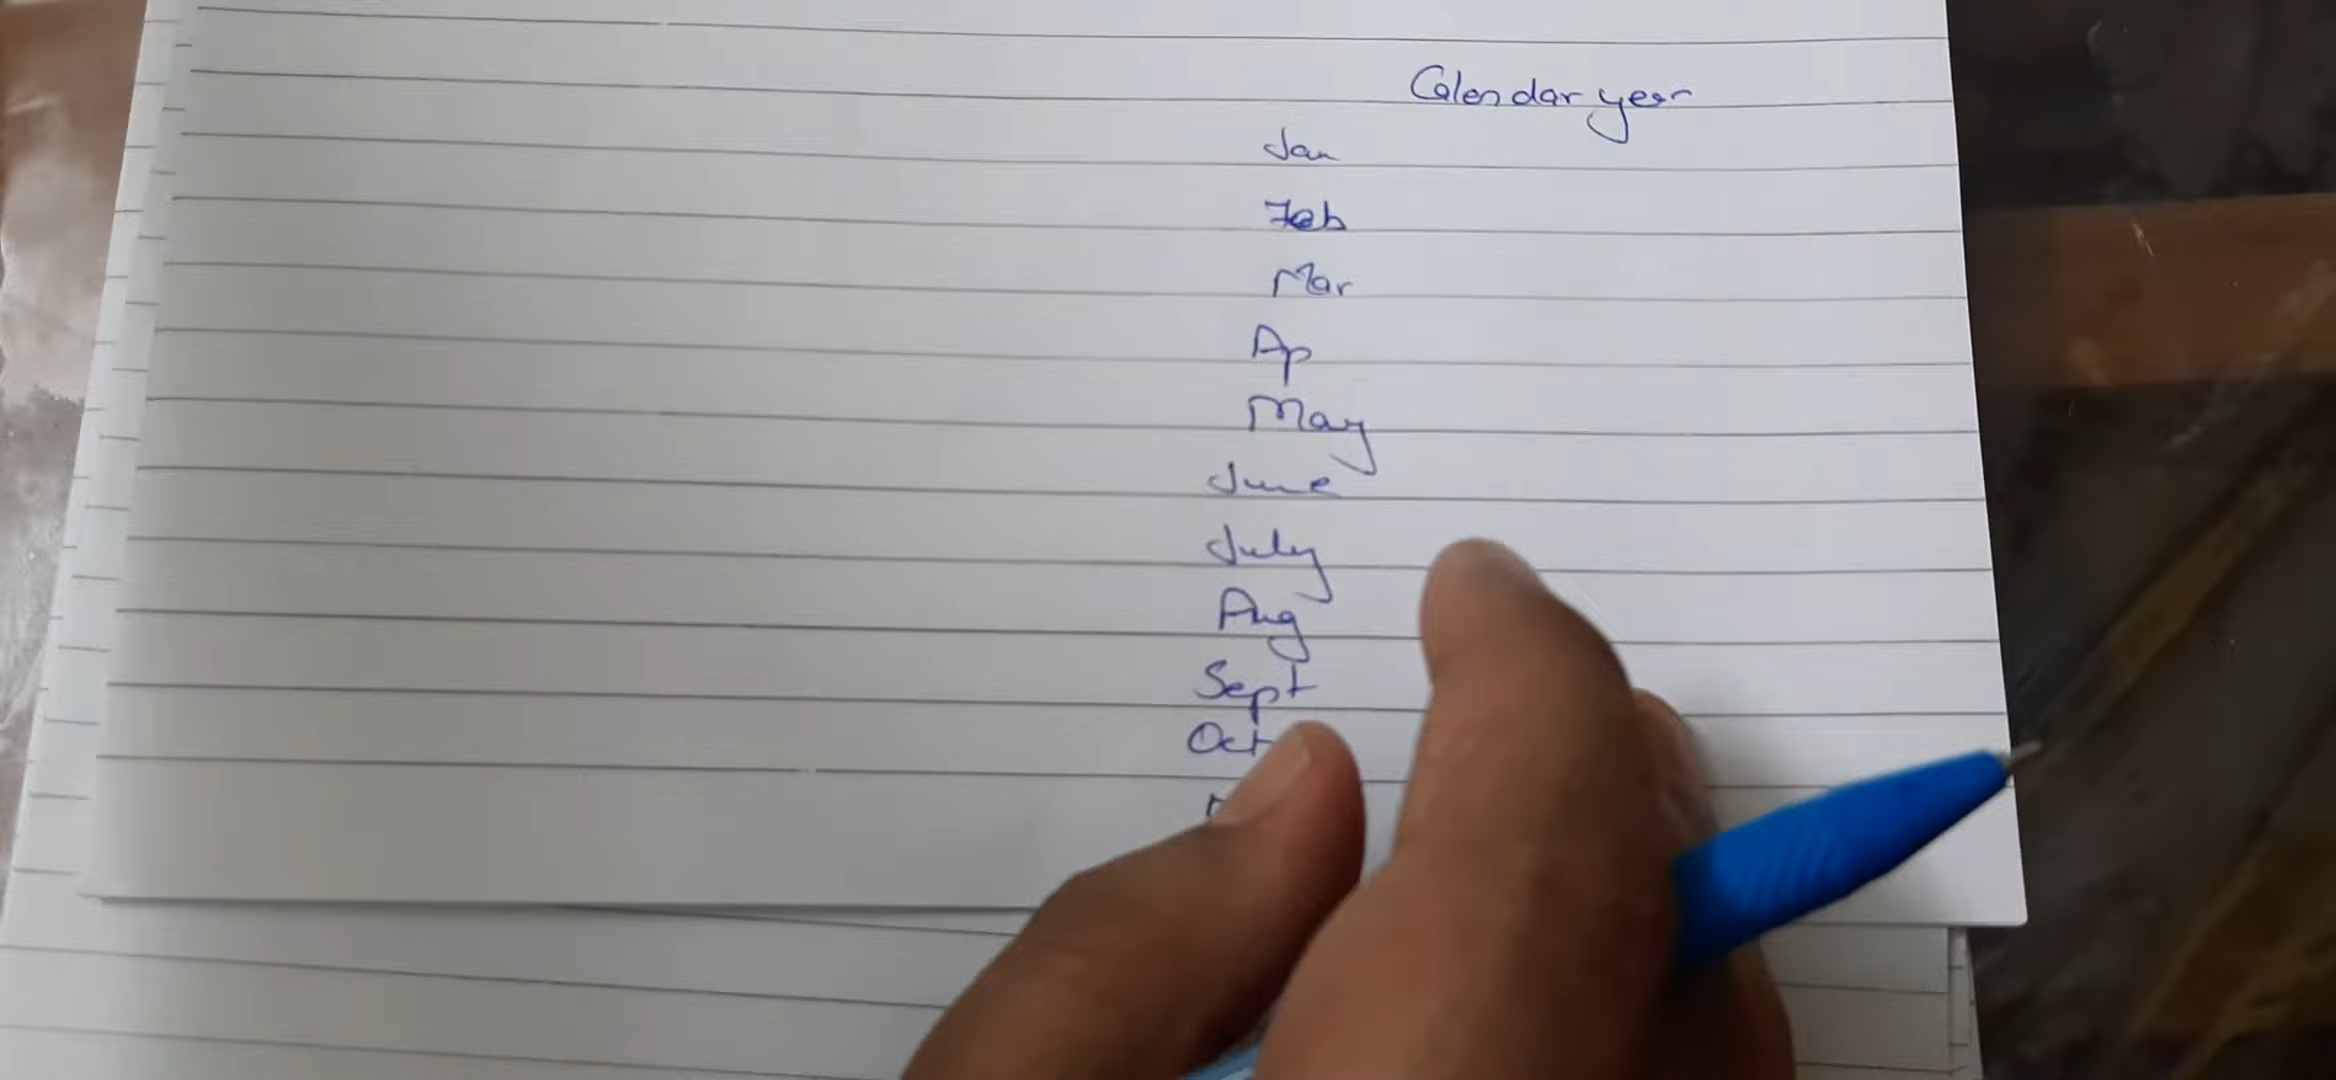 Calendar year
Jan
Feb
Mar
Ap
May
June
July
Aug
Sept
Oct